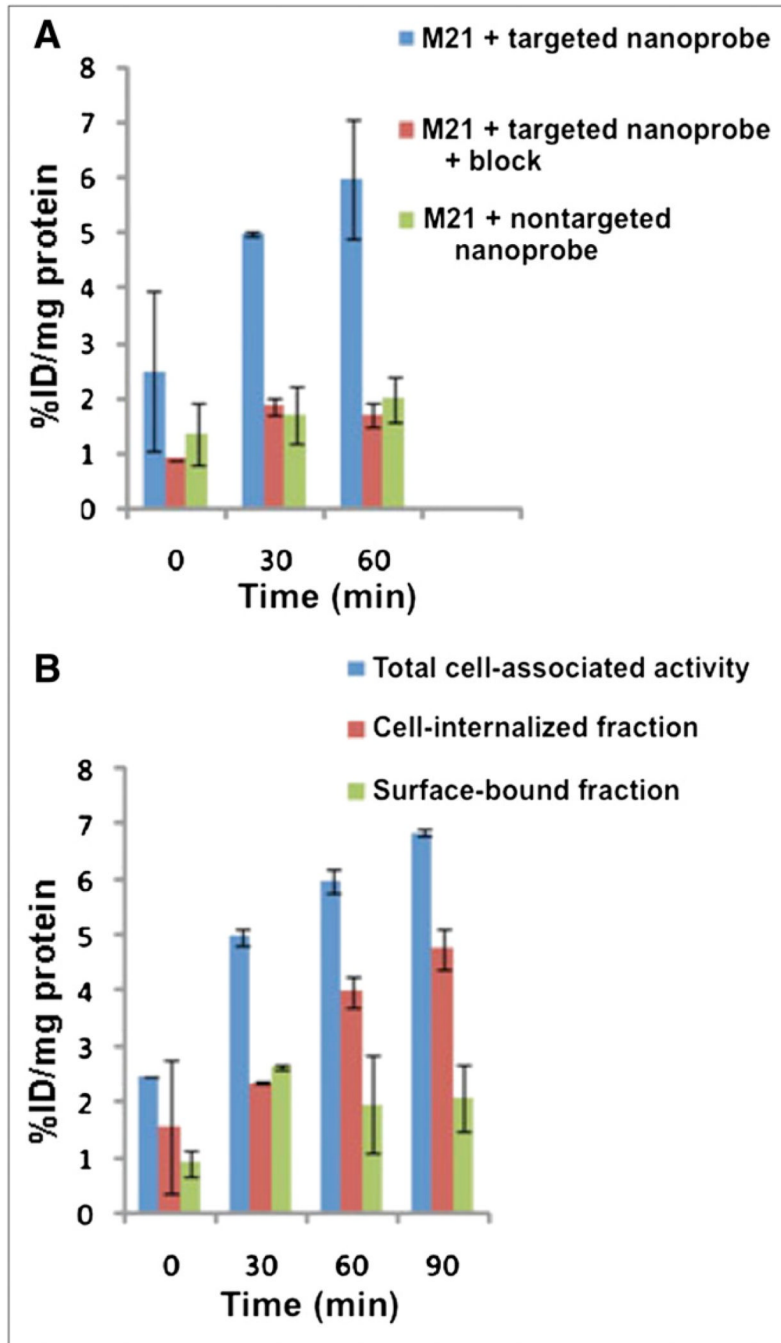 A
M21 + targeted nanoprobe
M21 + targeted nanoprobe
+ block
M21 + nontargeted
nanoprobe
8
7
6
5
4
3
2
1
0
%ID/mg protein
0 30 60
Time (min)
B
Total cell-associated activity
Cell-internalized fraction
Surface-bound fraction
8
7
6
5
4
3
2
1
0
%ID/mg protein
0 30 60 90
Time (min)